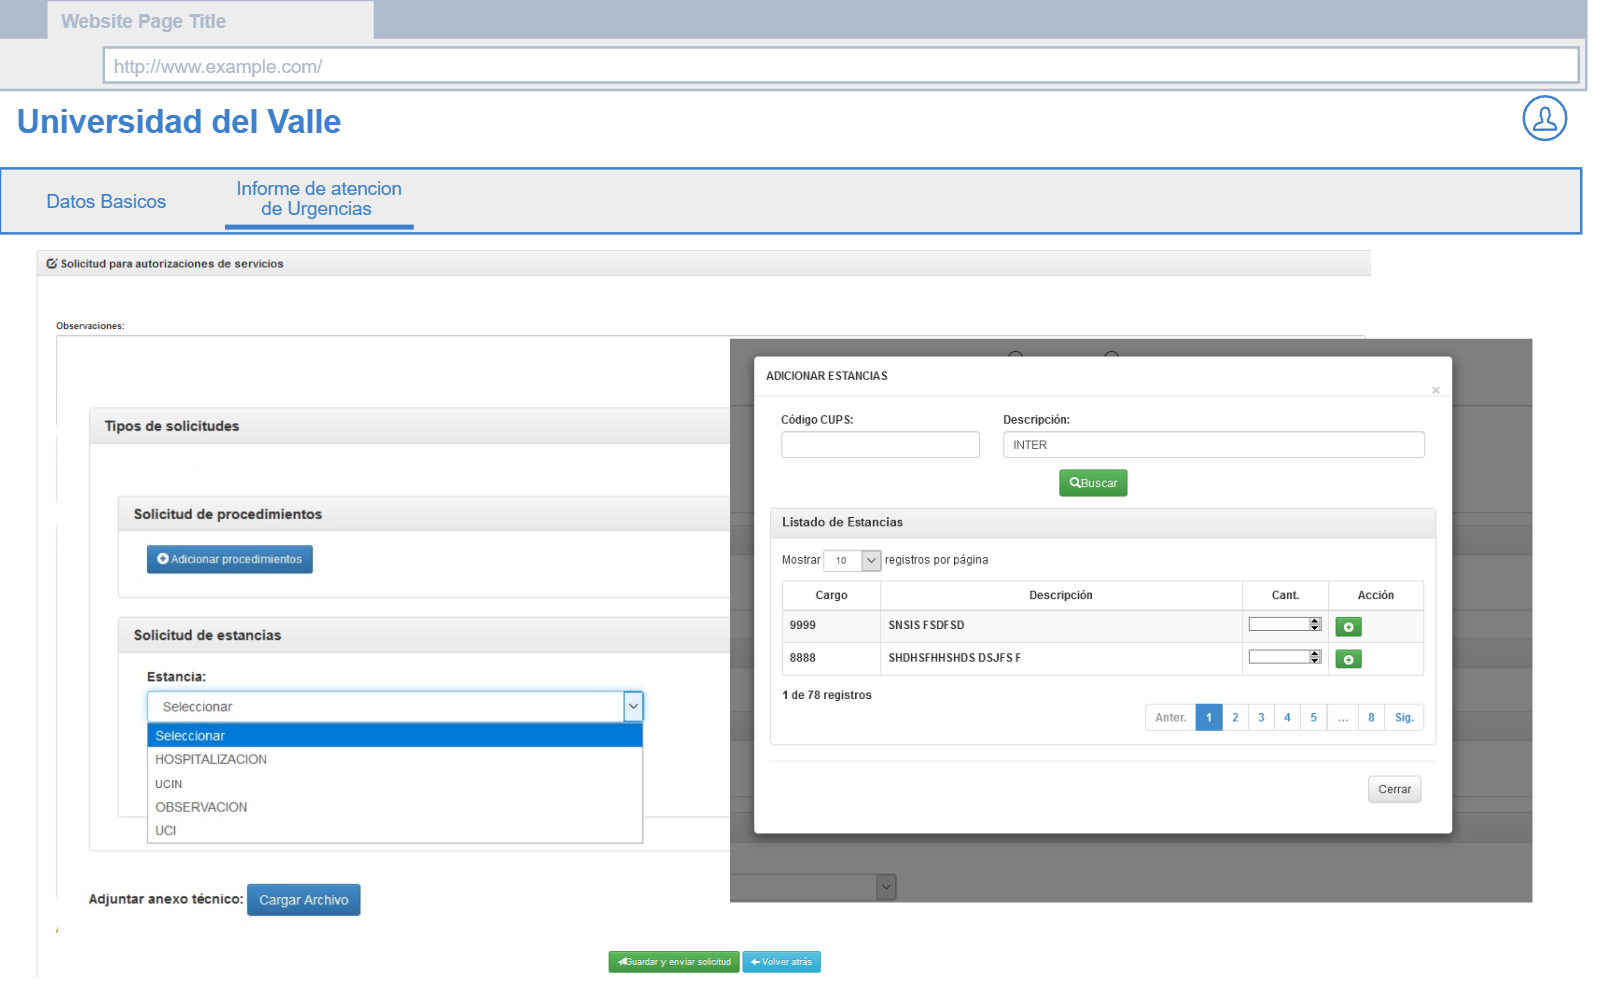 Website Page Title
http://www.example.com/
Universidad del Valle
Datos Basicos
Informe de atencion
de Urgencias
Solicitud para autorizaciones de servicios
Observaciones:
Tipos de solicitudes
Solicitud de procedimientos
Adicionar procedimientos
Solicitud de estancias
Estancia:
Seleccionar
Seleccionar
HOSPITALIZACION
UCIN
OBSERVACION
UCI
Adjuntar anexo técnico: Cargar Archivo
ADICIONAR ESTANCIAS
×
Código CUPS: Descripción:
INTER
Buscar
Listado de Estancias
Mostrar 10 registros por página
Cargo Descripción Cant. Acción
9999 SNSIS FSDFSD
8888 SHDHSFHHSHDS DSJFS F
1 de 78 registros
Anter. 1 2 3 4 5 ... 8 Sig.
Cerrar
Guardar y enviar solicitud Volver atrás